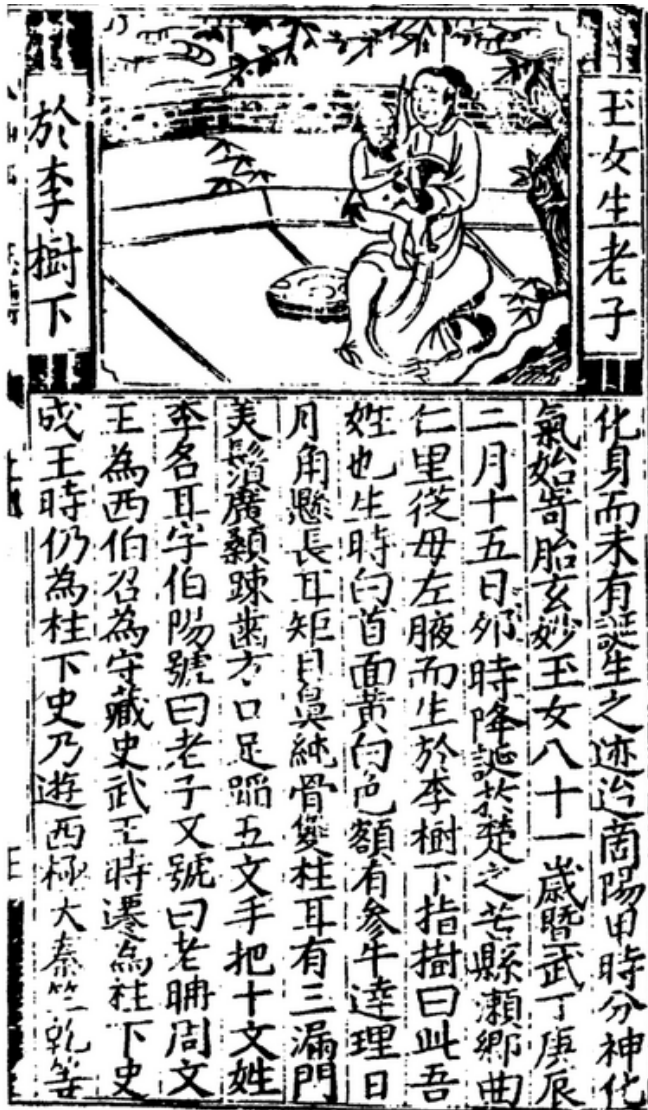 玉女生老子
於李樹下
化身而未有誕生之迹迨商陽甲時分神化
氣始寄胎玄妙玉女八十一歲暨武丁庚辰
二月十五日夘時降誕於楚之苦縣瀨鄉曲
仁里從母左腋而生於李樹下指樹曰此吾
姓也生時白首面黃白色額有參牛達理日
月角懸長耳矩目鼻純骨雙柱耳有三漏門
美鬚廣顙踈齒方口足蹈五文手把十文姓
李名耳字伯陽號曰老子又號曰老聃周文
王為西伯召為守藏史武王時遷為柱下史
成王時仍為柱下史乃遊西極大秦竺乾等